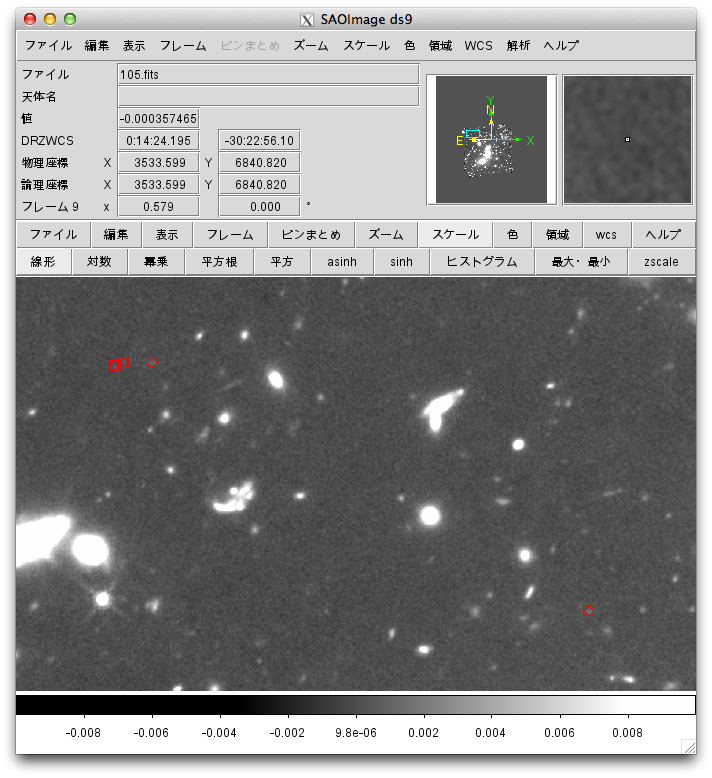 SAOImage ds9
ファイル 編集 表示 フレーム ビンまとめ ズーム スケール 色 領域 WCS 解析 ヘルプ
ファイル 105.fits
天体名
値 -0.000357465
DRZWCS 0:14:24.195 -30:22:56.10
物理座標 X 3533.599 Y 6840.820
論理座標 X 3533.599 Y 6840.820
フレーム 9 x 0.579 0.000 °
Y
N
E
X
ファイル 編集 表示 フレーム ビンまとめ ズーム スケール 色 領域 wcs ヘルプ
線形 対数 冪乗 平方根 平方 asinh sinh ヒストグラム 最大・最小 zscale
-0.008 -0.006 -0.004 -0.002 9.8e-06 0.002 0.004 0.006 0.008